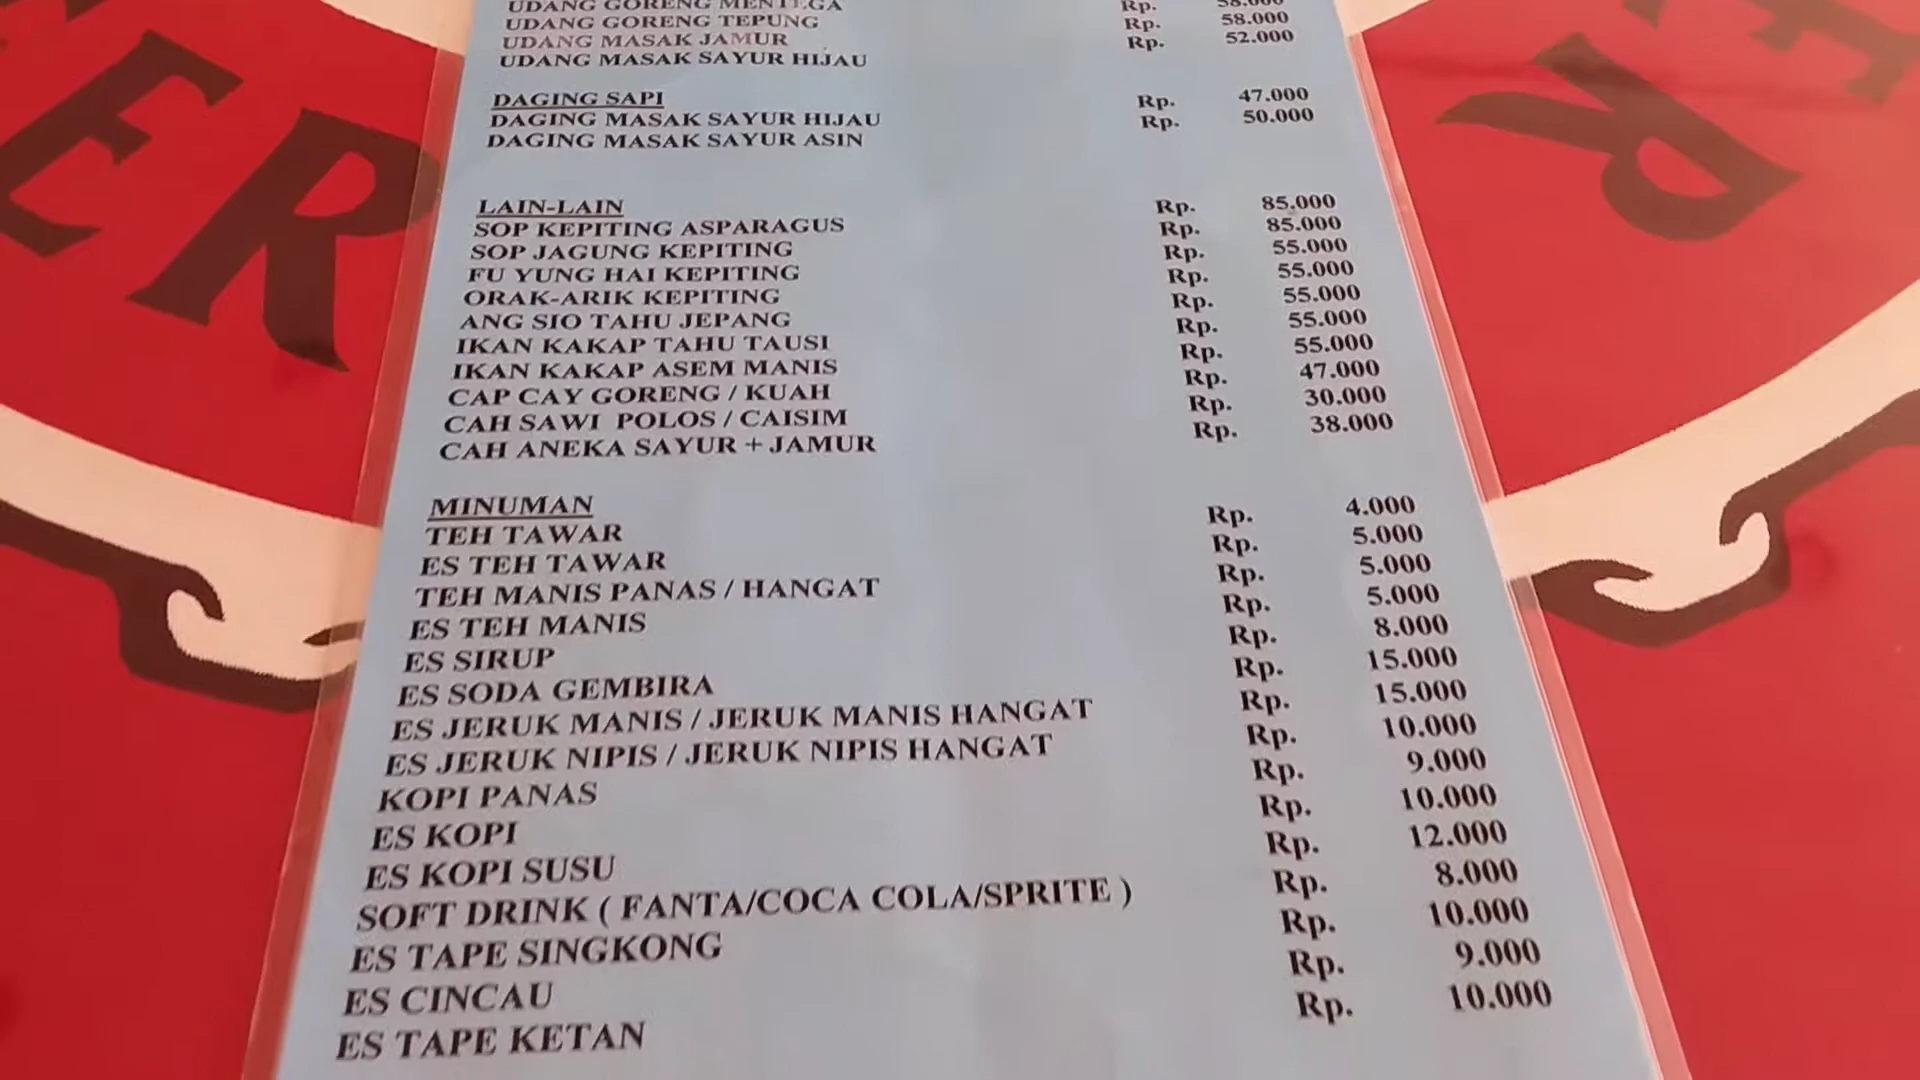 UDANG GORENG MENTEGA
UDANG GORENG TEPUNG Rp. 58.000
UDANG MASAK JAMUR Rp. 58.000
UDANG MASAK SAYUR HIJAU Rp. 52.000
DAGING SAPI
DAGING MASAK SAYUR HIJAU Rp. 47.000
DAGING MASAK SAYUR ASIN Rp. 50.000
LAIN-LAIN
SOP KEPITING ASPARAGUS Rp. 85.000
SOP JAGUNG KEPITING Rp. 85.000
FU YUNG HAI KEPITING Rp. 55.000
ORAK-ARIK KEPITING Rp. 55.000
ANG SIO TAHU JEPANG Rp. 55.000
IKAN KAKAP TAHU TAUSI Rp. 55.000
IKAN KAKAP ASEM MANIS Rp. 55.000
CAP CAY GORENG / KUAH Rp. 47.000
CAH SAWI POLOS / CAISIM Rp. 30.000
CAH ANEKA SAYUR + JAMUR Rp. 38.000
MINUMAN
TEH TAWAR Rp. 4.000
ES TEH TAWAR Rp. 5.000
TEH MANIS PANAS / HANGAT Rp. 5.000
ES TEH MANIS Rp. 5.000
ES SIRUP Rp. 8.000
ES SODA GEMBIRA Rp. 15.000
ES JERUK MANIS / JERUK MANIS HANGAT Rp. 15.000
ES JERUK NIPIS / JERUK NIPIS HANGAT Rp. 10.000
KOPI PANAS Rp. 9.000
ES KOPI Rp. 10.000
ES KOPI SUSU Rp. 12.000
SOFT DRINK ( FANTA/COCA COLA/SPRITE ) Rp. 8.000
ES TAPE SINGKONG Rp. 10.000
ES CINCAU Rp. 9.000
ES TAPE KETAN Rp. 10.000